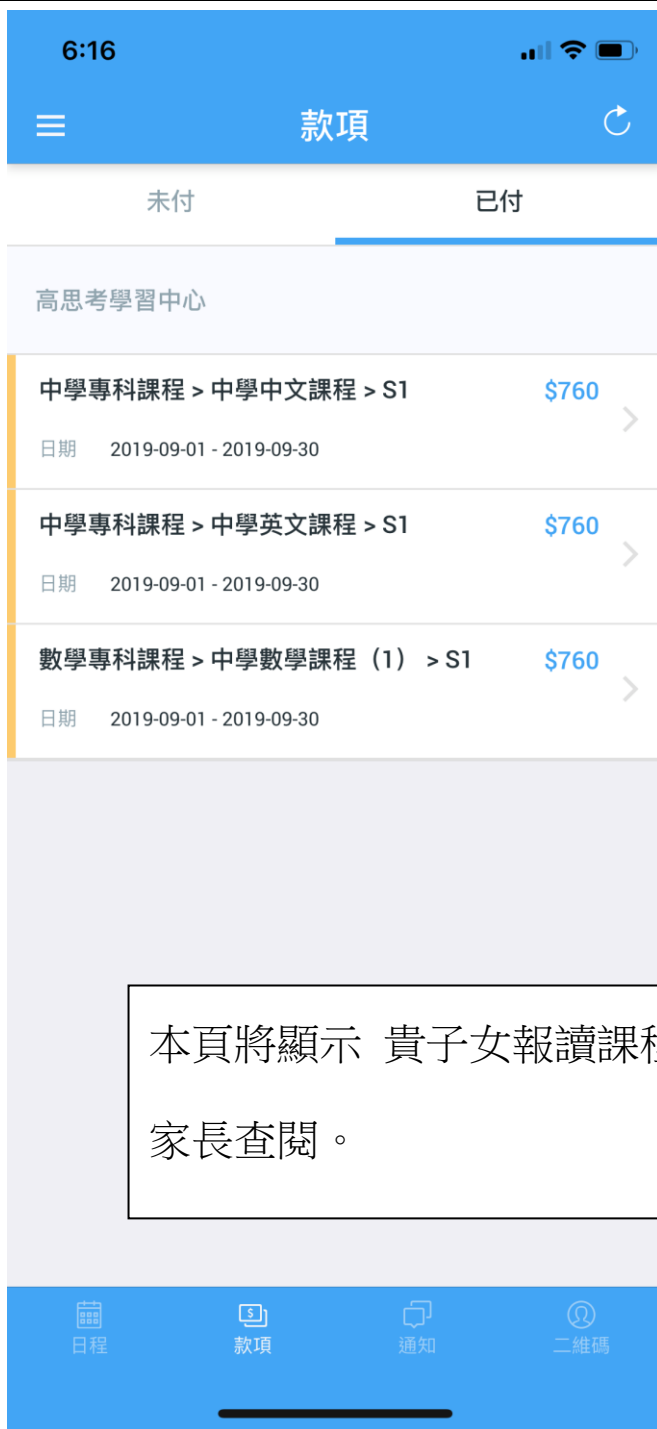 6:16
款項
未付
已付
高思考學習中心
中學專科課程 > 中學中文課程 > S1
$760
日期 2019-09-01 - 2019-09-30
中學專科課程 > 中學英文課程 > S1
$760
日期 2019-09-01 - 2019-09-30
數學專科課程 > 中學數學課程（1） > S1
$760
日期 2019-09-01 - 2019-09-30
本頁將顯示 貴子女報讀課
家長查閱。
日程
款項
通知
二維碼